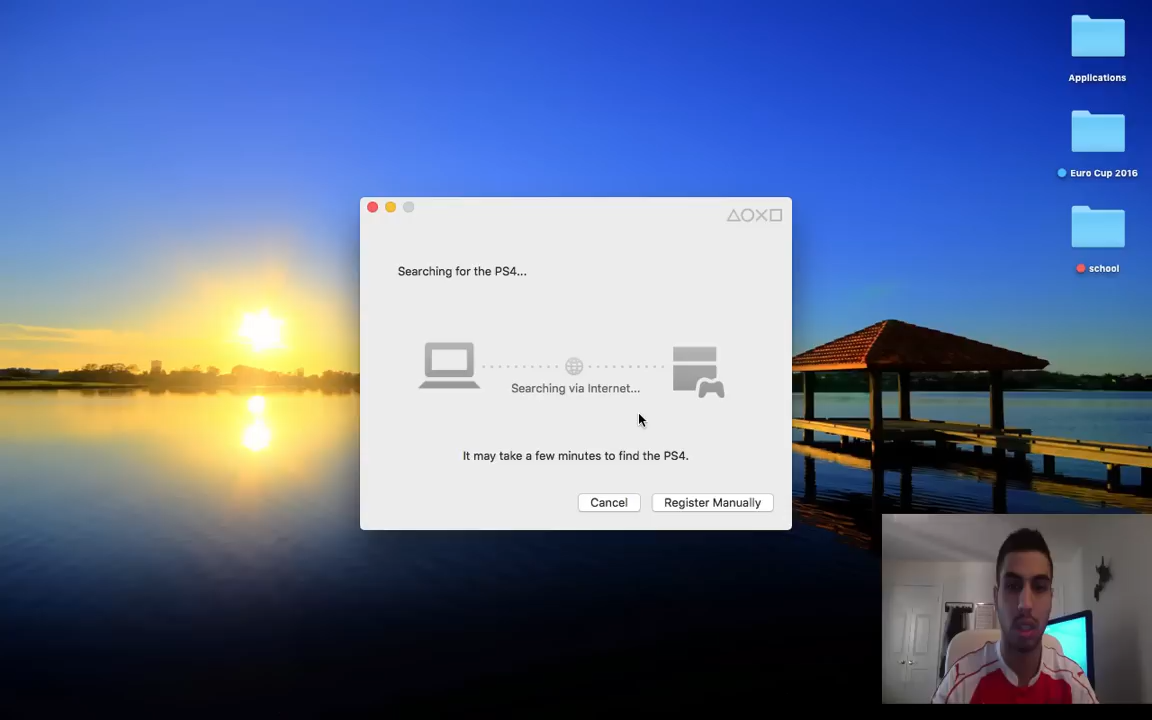 Applications
Euro Cup 2016
school
Searching for the PS4...
Searching via Internet...
It may take a few minutes to find the PS4.
Cancel
Register Manually